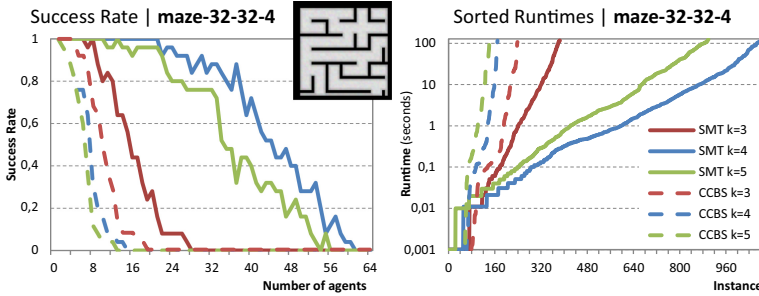 Success Rate | maze-32-32-4
1
0,8
0,6
0,4
0,2
0
Success Rate
0 8 16 24 32 40 48 56 64
Number of agents
Sorted Runtimes | maze-32-32-4
100
10
1
0,1
0,01
0,001
Runtime (seconds)
SMT k=3
SMT k=4
SMT k=5
CCBS k=3
CCBS k=4
CCBS k=5
0 160 320 480 640 800 960
Instance